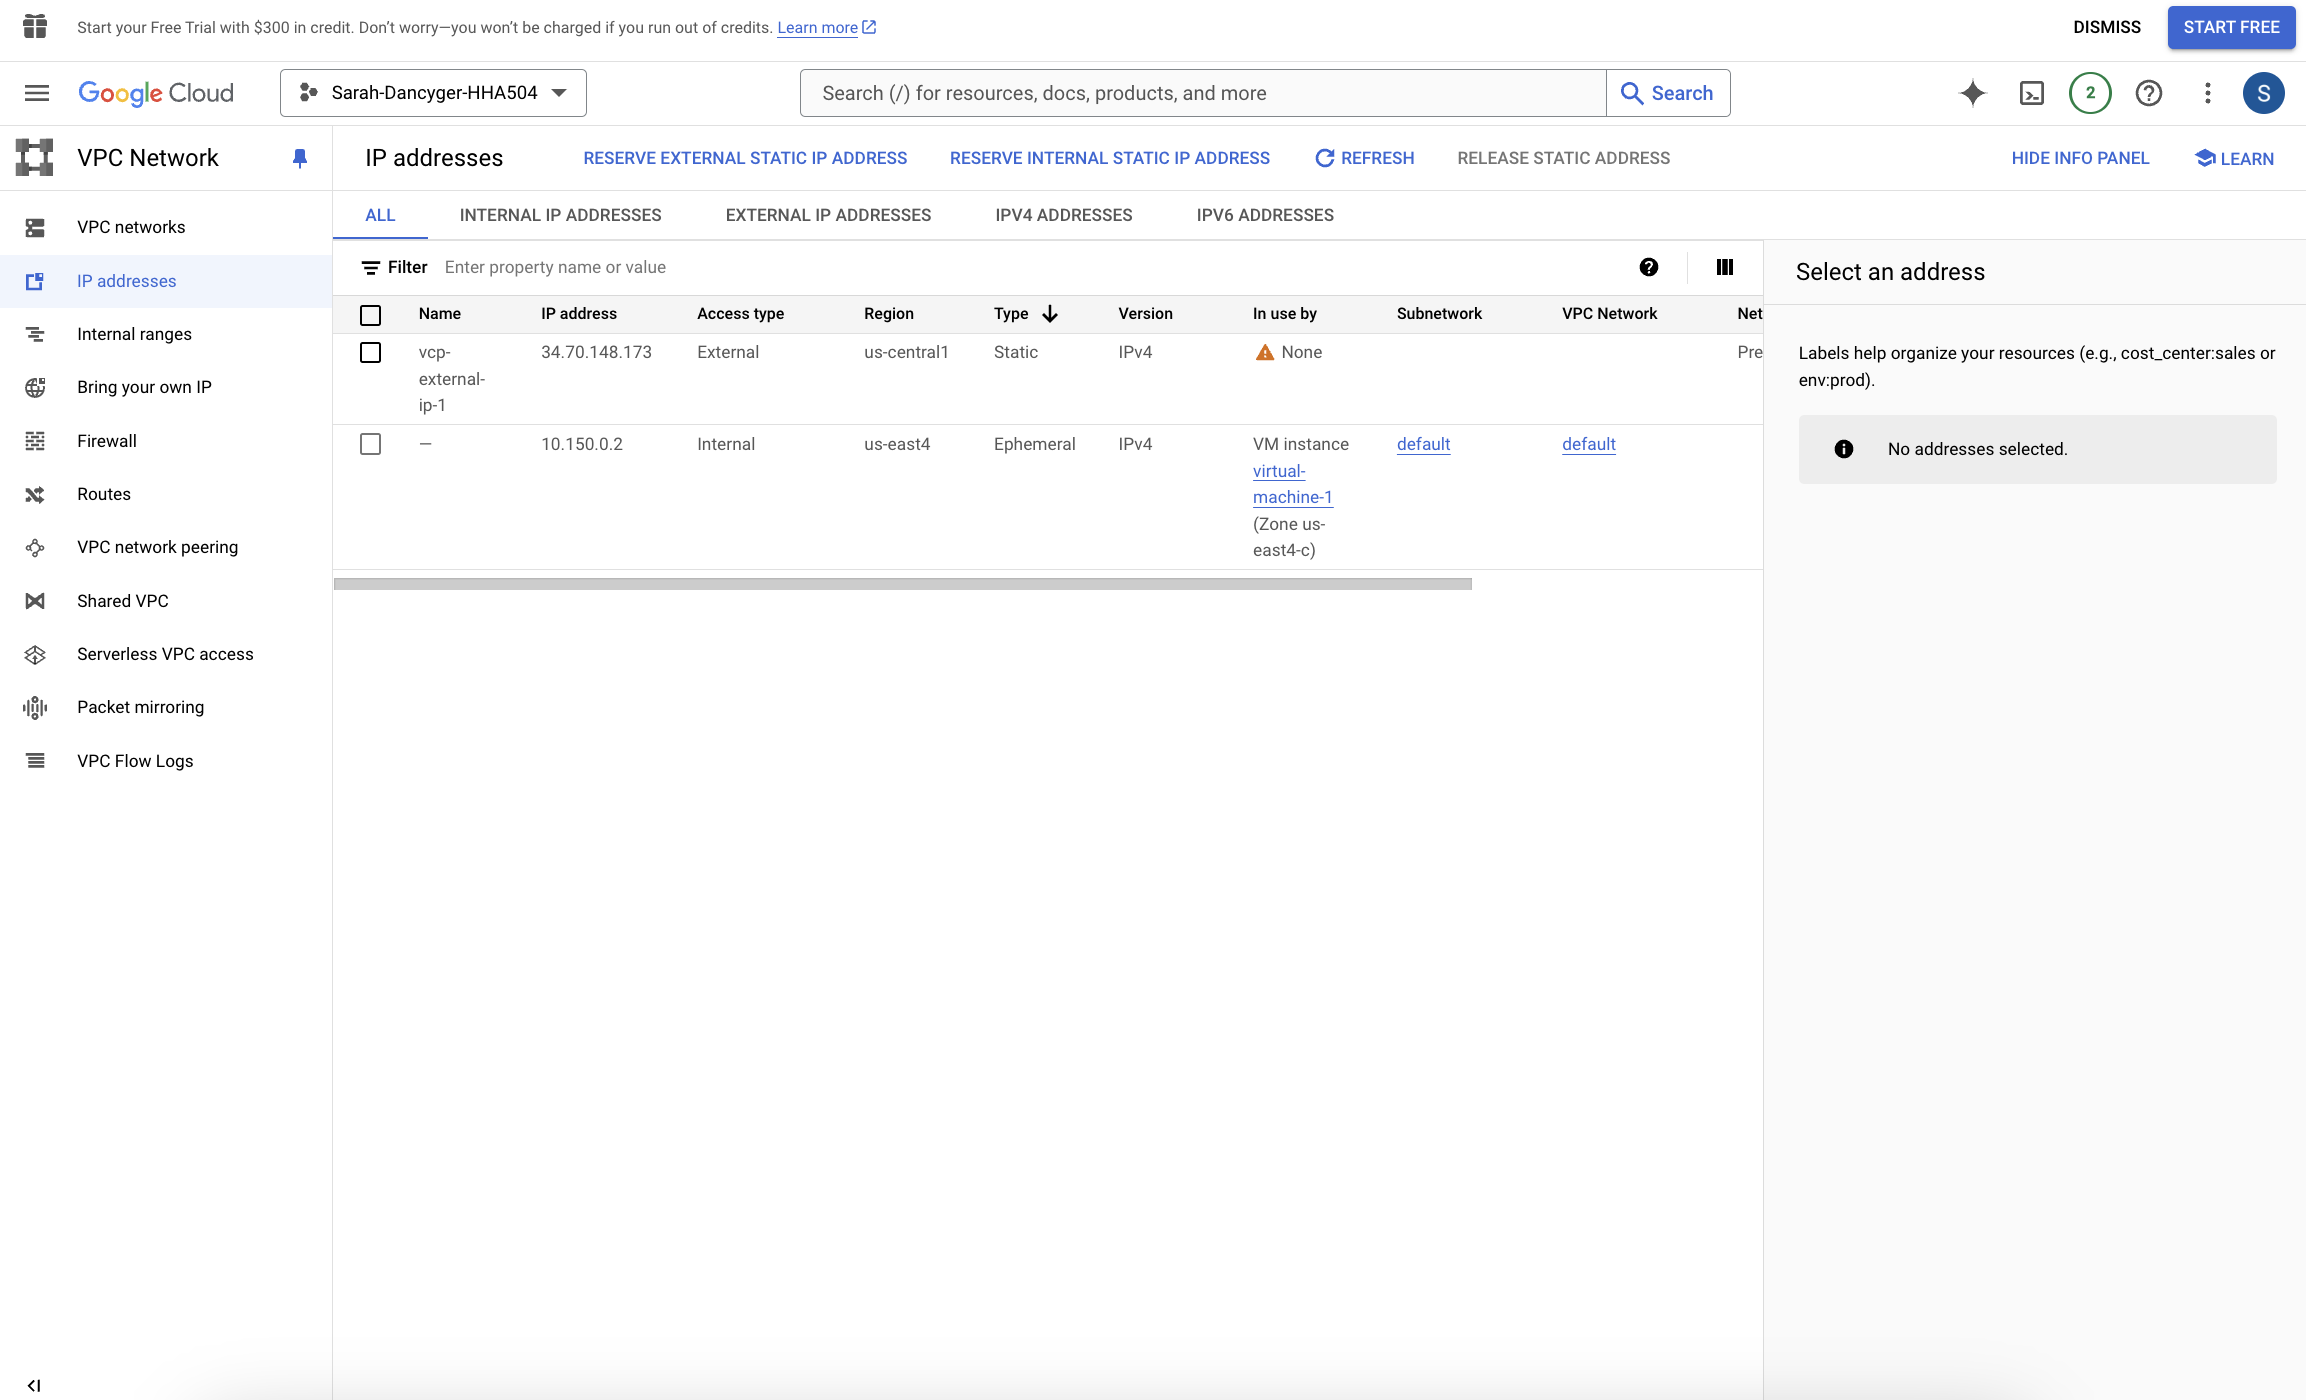 Start your Free Trial with $300 in credit. Don't worry—you won't be charged if you run out of credits. Learn more
DISMISS
START FREE
Google Cloud
Sarah-Dancyger-HHA504
Search (/) for resources, docs, products, and more
Search
2
S
VPC Network
IP addresses
RESERVE EXTERNAL STATIC IP ADDRESS
RESERVE INTERNAL STATIC IP ADDRESS
REFRESH
RELEASE STATIC ADDRESS
HIDE INFO PANEL
LEARN
VPC networks
IP addresses
Internal ranges
Bring your own IP
Firewall
Routes
VPC network peering
Shared VPC
Serverless VPC access
Packet mirroring
VPC Flow Logs
ALL
INTERNAL IP ADDRESSES
EXTERNAL IP ADDRESSES
IPV4 ADDRESSES
IPV6 ADDRESSES
Filter
Enter property name or value
Name
IP address
Access type
Region
Type
Version
In use by
Subnetwork
VPC Network
Net
vcp-
external-
ip-1
34.70.148.173
External
us-central1
Static
IPv4
None
Pre
—
10.150.0.2
Internal
us-east4
Ephemeral
IPv4
VM instance
virtual-
machine-1
(Zone us-
east4-c)
default
default
Select an address
Labels help organize your resources (e.g., cost_center:sales or
env:prod).
No addresses selected.